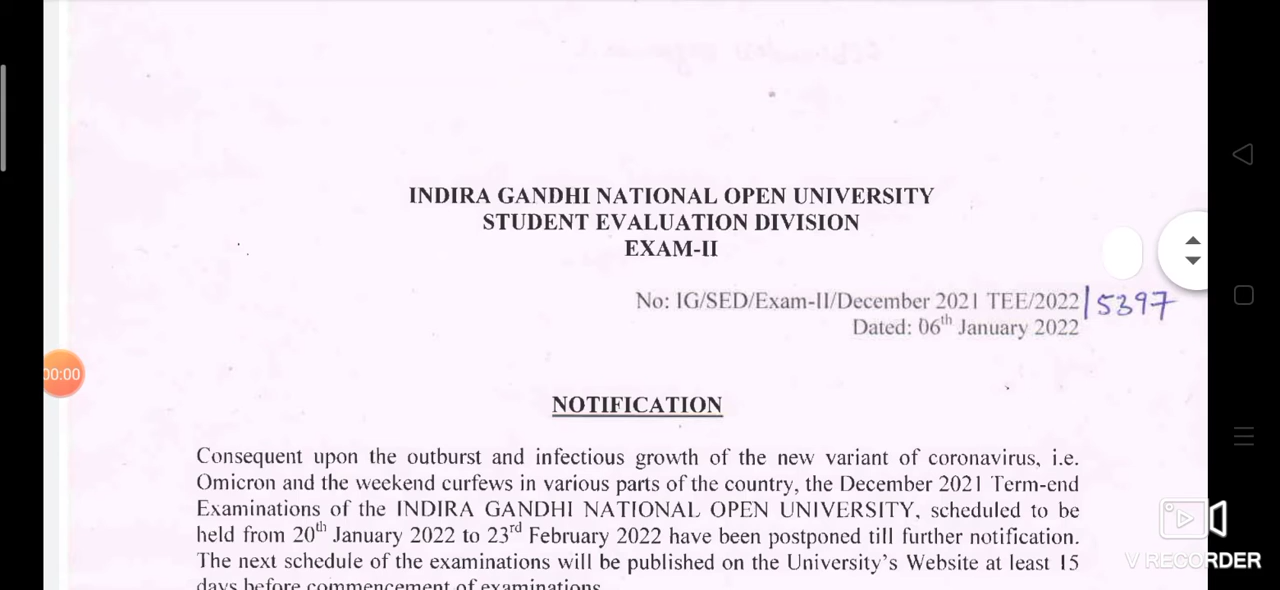 INDIRA GANDHI NATIONAL OPEN UNIVERSITY
STUDENT EVALUATION DIVISION
EXAM-II
No: IG/SED/Exam-II/December 2021 TEE/2022/5397
Dated: 06th January 2022
00:00
NOTIFICATION
Consequent upon the outburst and infectious growth of the new variant of coronavirus, i.e.
Omicron and the weekend curfews in various parts of the country, the December 2021 Term-end
Examinations of the INDIRA GANDHI NATIONAL OPEN UNIVERSITY, scheduled to be
held from 20th January 2022 to 23rd February 2022 have been postponed till further notification.
The next schedule of the examinations will be published on the University's Website at least 15
days before commencement of examinations.
V RECORDER